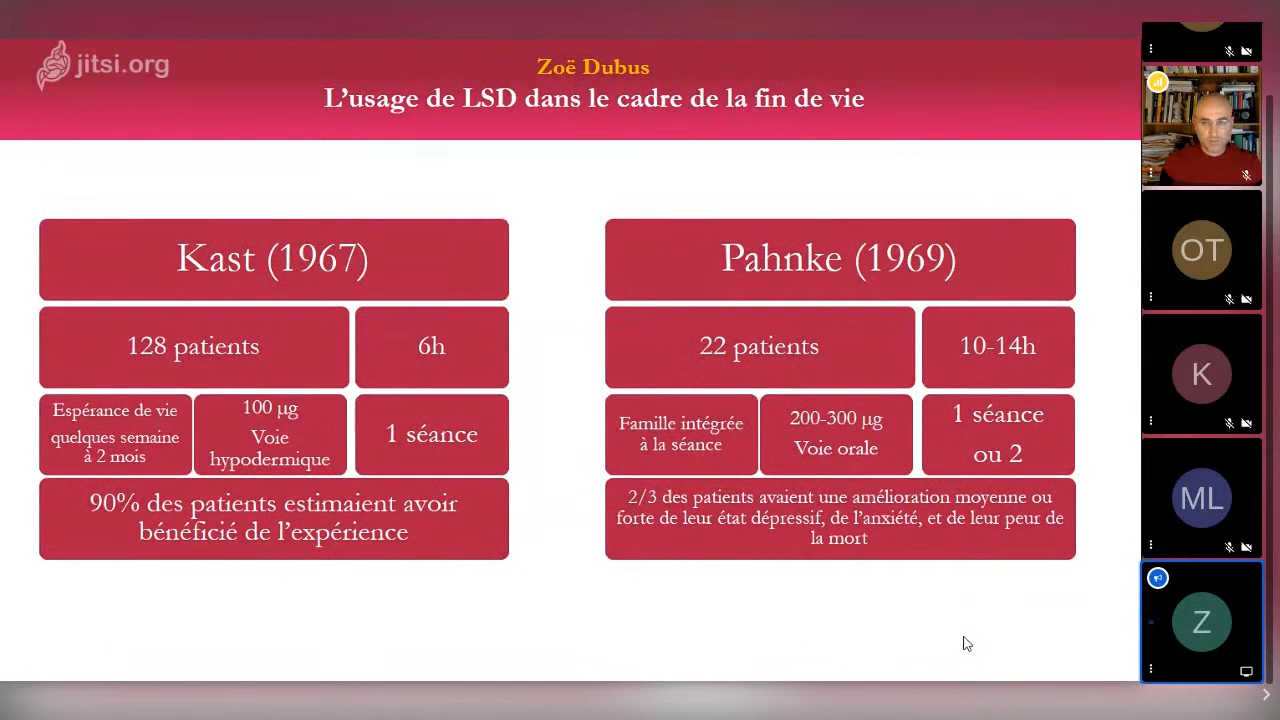 jitsi.org
Zoë Dubus
L'usage de LSD dans le cadre de la fin de vie
Kast (1967)
128 patients
6h
Espérance de vie
quelques semaine
à 2 mois
100 µg
Voie
hypodermique
1 séance
90% des patients estimaient avoir
bénéficié de l'expérience
Pahnke (1969)
22 patients
10-14h
Famille intégrée
à la séance
200-300 µg
Voie orale
1 séance
ou 2
2/3 des patients avaient une amélioration moyenne ou
forte de leur état dépressif, de l'anxiété, et de leur peur de
la mort
OT
K
ML
Z